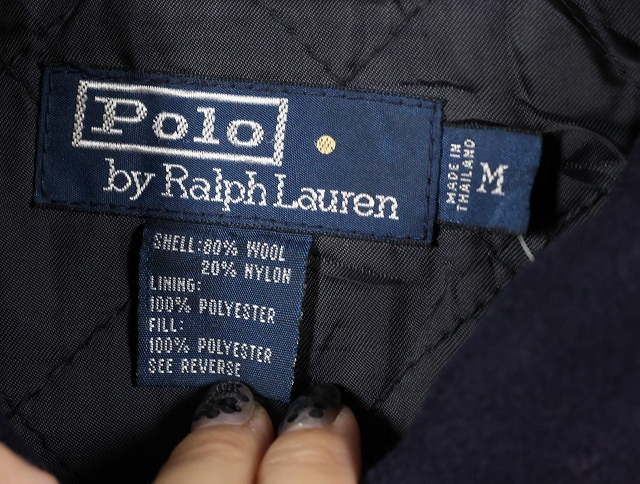 Polo
by Ralph Lauren
MADE IN
THAILAND
M
SHELL:80% WOOL
20% NYLON
LINING:
100% POLYESTER
FILL:
100% POLYESTER
SEE REVERSE